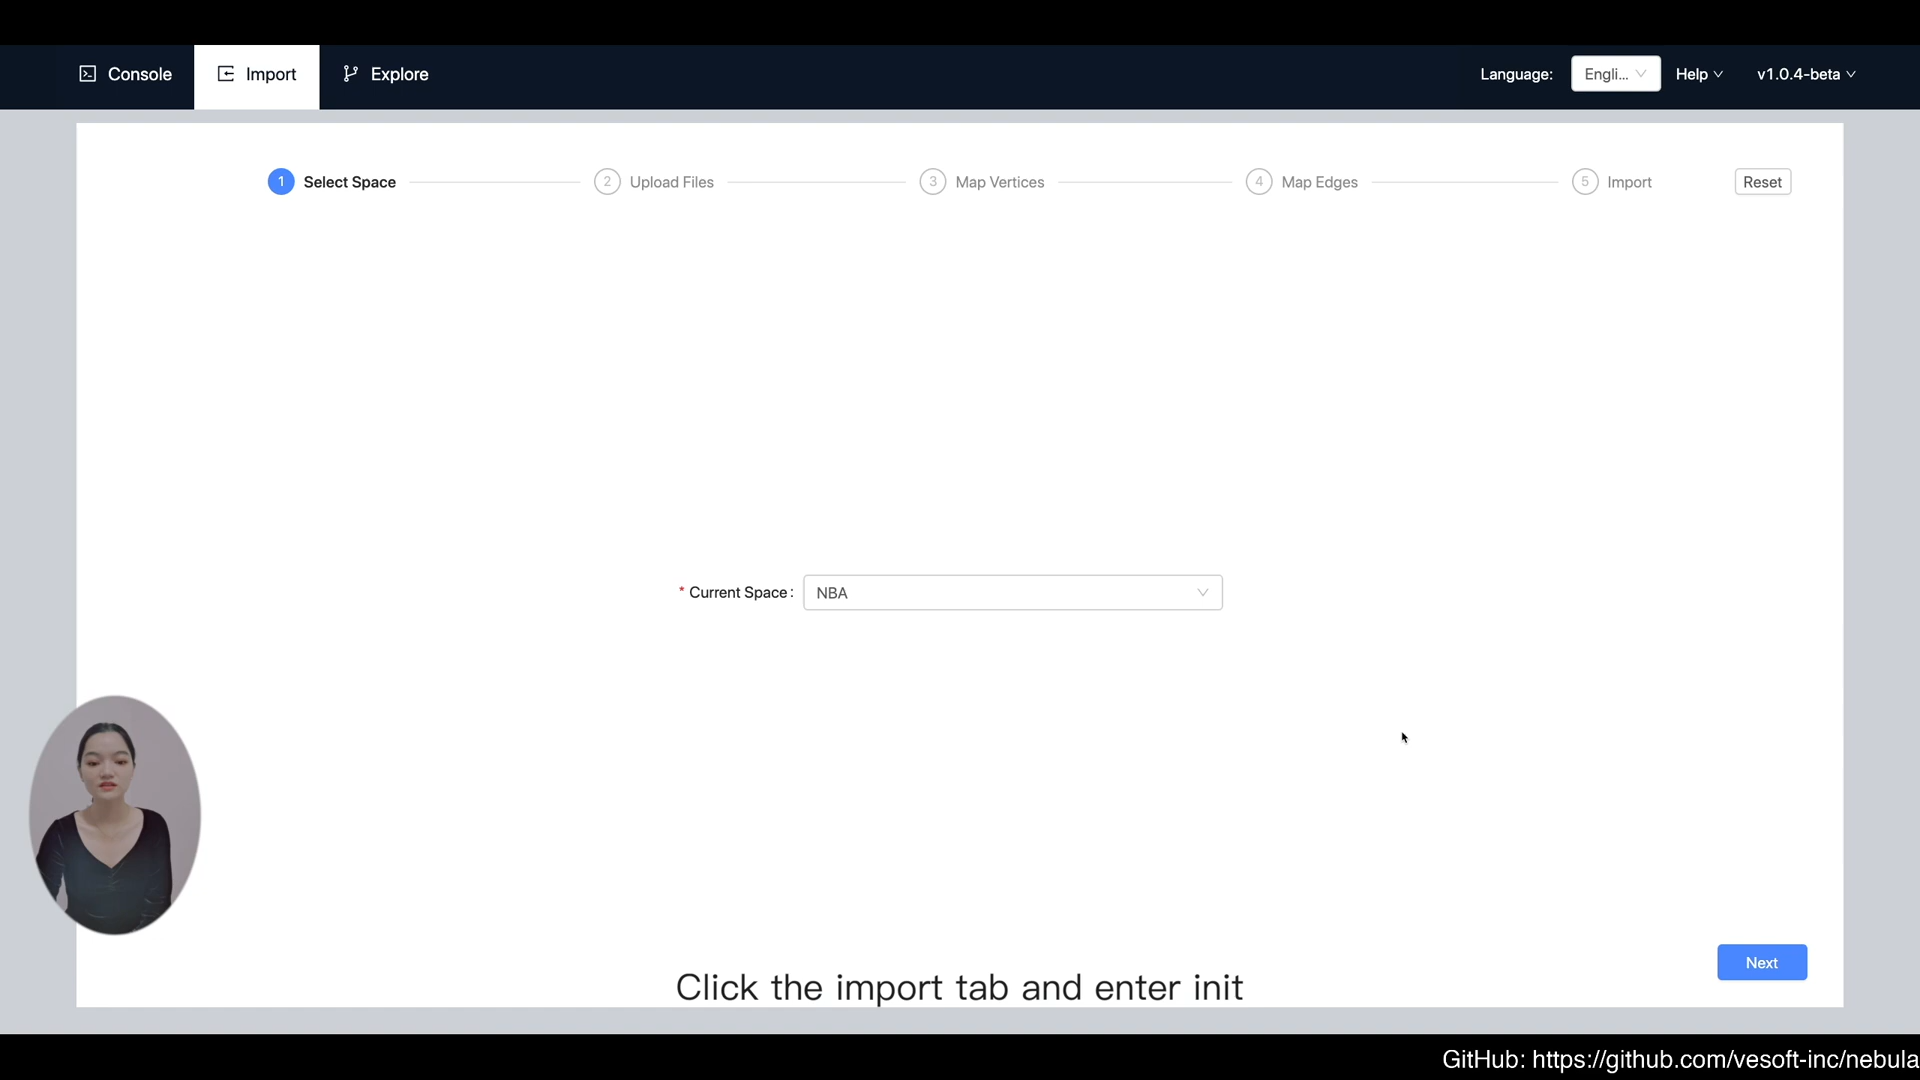 Console
Import
Explore
Language:
Engli...
Help
v1.0.4-beta
1 Select Space
2 Upload Files
3 Map Vertices
4 Map Edges
5 Import
Reset
* Current Space: NBA
Next
Click the import tab and enter init
GitHub: https://github.com/vesoft-inc/nebula